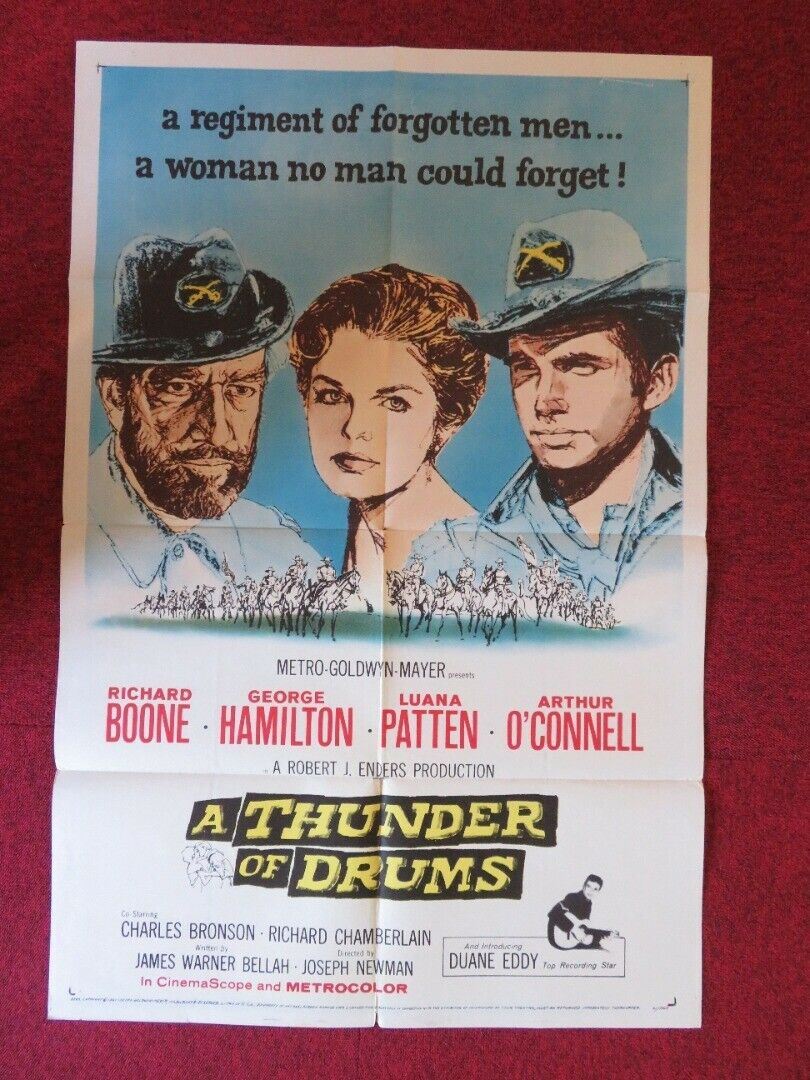 a regiment of forgotten men...
a woman no man could forget!
METRO-GOLDWYN-MAYER presents
RICHARD BOONE · GEORGE HAMILTON · LUANA PATTEN · ARTHUR O'CONNELL
A ROBERT J. ENDERS PRODUCTION
A THUNDER
OF DRUMS
Co-Starring
CHARLES BRONSON · RICHARD CHAMBERLAIN
Written by Directed by
JAMES WARNER BELLAH · JOSEPH NEWMAN
And Introducing
DUANE EDDY Top Recording Star
In CinemaScope and METROCOLOR